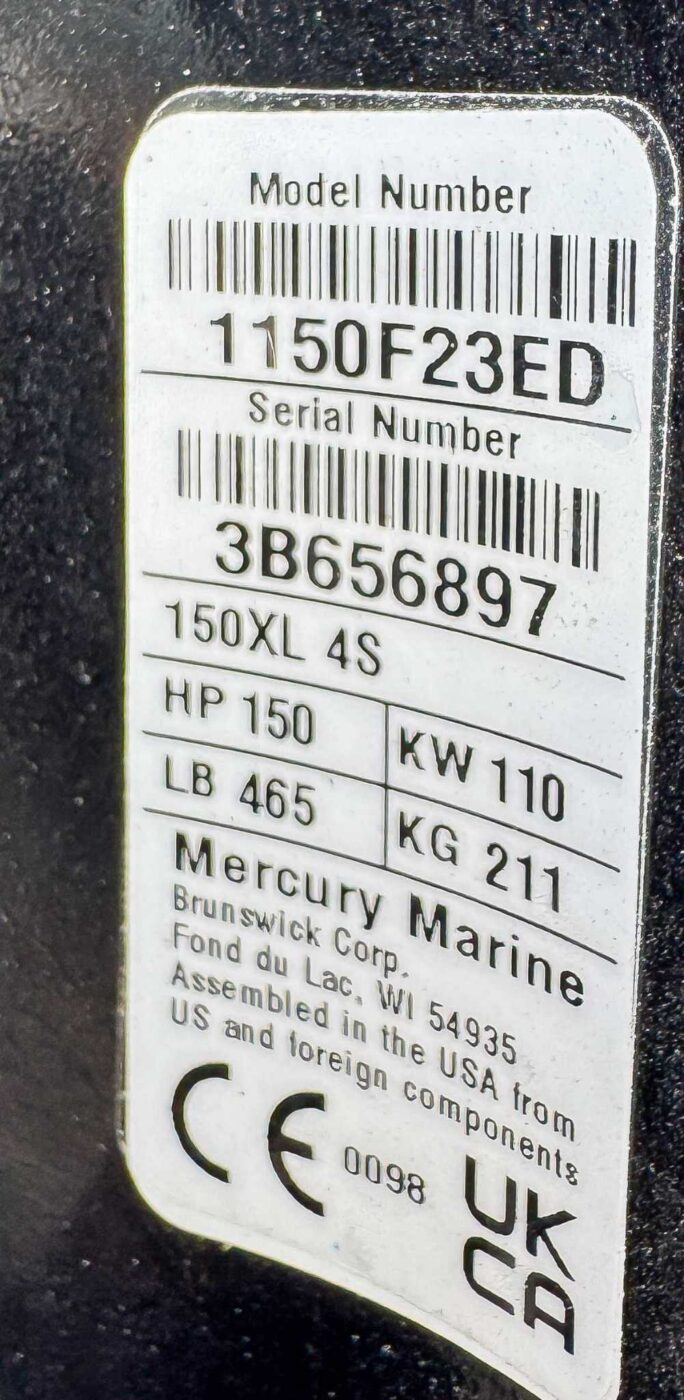 Model Number
1150F23ED
Serial Number
3B656897
150XL 4S
HP 150 KW 110
LB 465 KG 211
Mercury Marine
Brunswick Corp.
Fond du Lac, WI 54935
Assembled in the USA from
US and foreign components
CE 0098 UK
CA